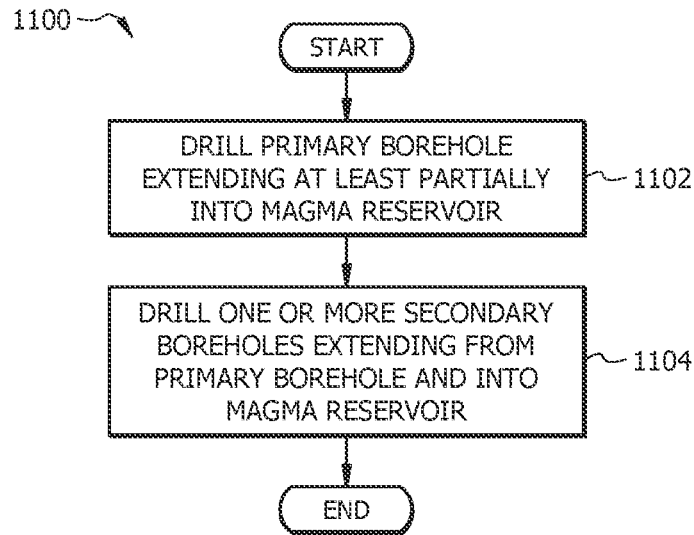 1100
START
DRILL PRIMARY BOREHOLE
EXTENDING AT LEAST PARTIALLY
INTO MAGMA RESERVOIR
1102
DRILL ONE OR MORE SECONDARY
BOREHOLES EXTENDING FROM
PRIMARY BOREHOLE AND INTO
MAGMA RESERVOIR
1104
END